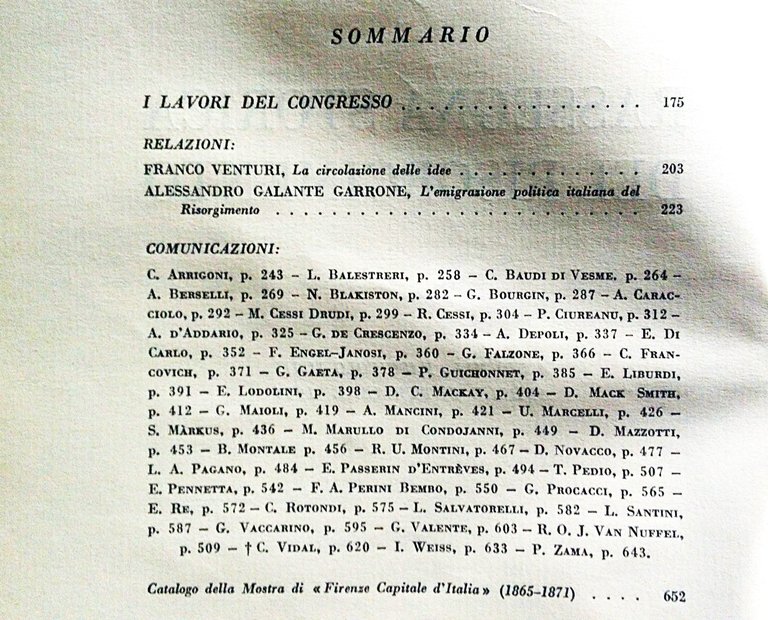 SOMMARIO
I LAVORI DEL CONGRESSO . . . . . . . . . . . . . . . . . 175
RELAZIONI:
FRANCO VENTURI, La circolazione delle idee . . . . . . . . . . . . . 203
ALESSANDRO GALANTE GARRONE, L'emigrazione politica italiana del
Risorgimento . . . . . . . . . . . . . . . . . . . . . . . . . . 223
COMUNICAZIONI:
C. ARRIGONI, p. 243 – L. BALESTRERI, p. 258 – C. BAUDI DI VESME. p. 264 –
A. BERSELLI, p. 269 – N. BLAKISTON, p. 282 – G. BOURGIN, p. 287 – A. CARAC-
CIOLO, p. 292 – M. CESSI DRUDI, p. 299 – R. CESSI, p. 304 – P. CIUREANU, p. 312 –
A. D'ADDARIO, p. 325 – G. DE CRESCENZO, p. 334 – A. DEPOLI, p. 337 – E. DI
CARLO, p. 352 – F. ENGEL-JANOSI, p. 360 – G. FALZONE, p. 366 – C. FRAN-
COVICH, p. 371 – G. GAETA, p. 378 – P. GUICHONNET, p. 385 – E. LIBURDI,
p. 391 – E. LODOLINI, p. 398 – D. C. MACKAY, p. 404 – D. MACK SMITH,
p. 412 – G. MAIOLI, p. 419 – A. MANCINI, p. 421 – U. MARCELLI, p. 426 –
S. MÀRKUS, p. 436 – M. MARULLO DI CONDOJANNI, p. 449 – D. MAZZOTTI,
p. 453 – B. MONTALE p. 456 – R. U. MONTINI, p. 467 – D. NOVACCO, p. 477 –
L. A. PAGANO, p. 484 – E. PASSERIN D'ENTRÈVES, p. 494 – T. PEDIO, p. 507 –
E. PENNETTA, p. 542 – F. A. PERINI BEMBO, p. 550 – G. PROCACCI, p. 565 –
E. RE, p. 572 – C. ROTONDI, p. 575 – L. SALVATORELLI, p. 582 – L. SANTINI,
p. 587 – G. VACCARINO, p. 595 – G. VALENTE, p. 603 – R. O. J. VAN NUFFEL,
p. 509 – † C. VIDAL, p. 620 – I. WEISS, p. 633 – P. ZAMA, p. 643.
Catalogo della Mostra di « Firenze Capitale d'Italia » (1865-1871) . . . . 652